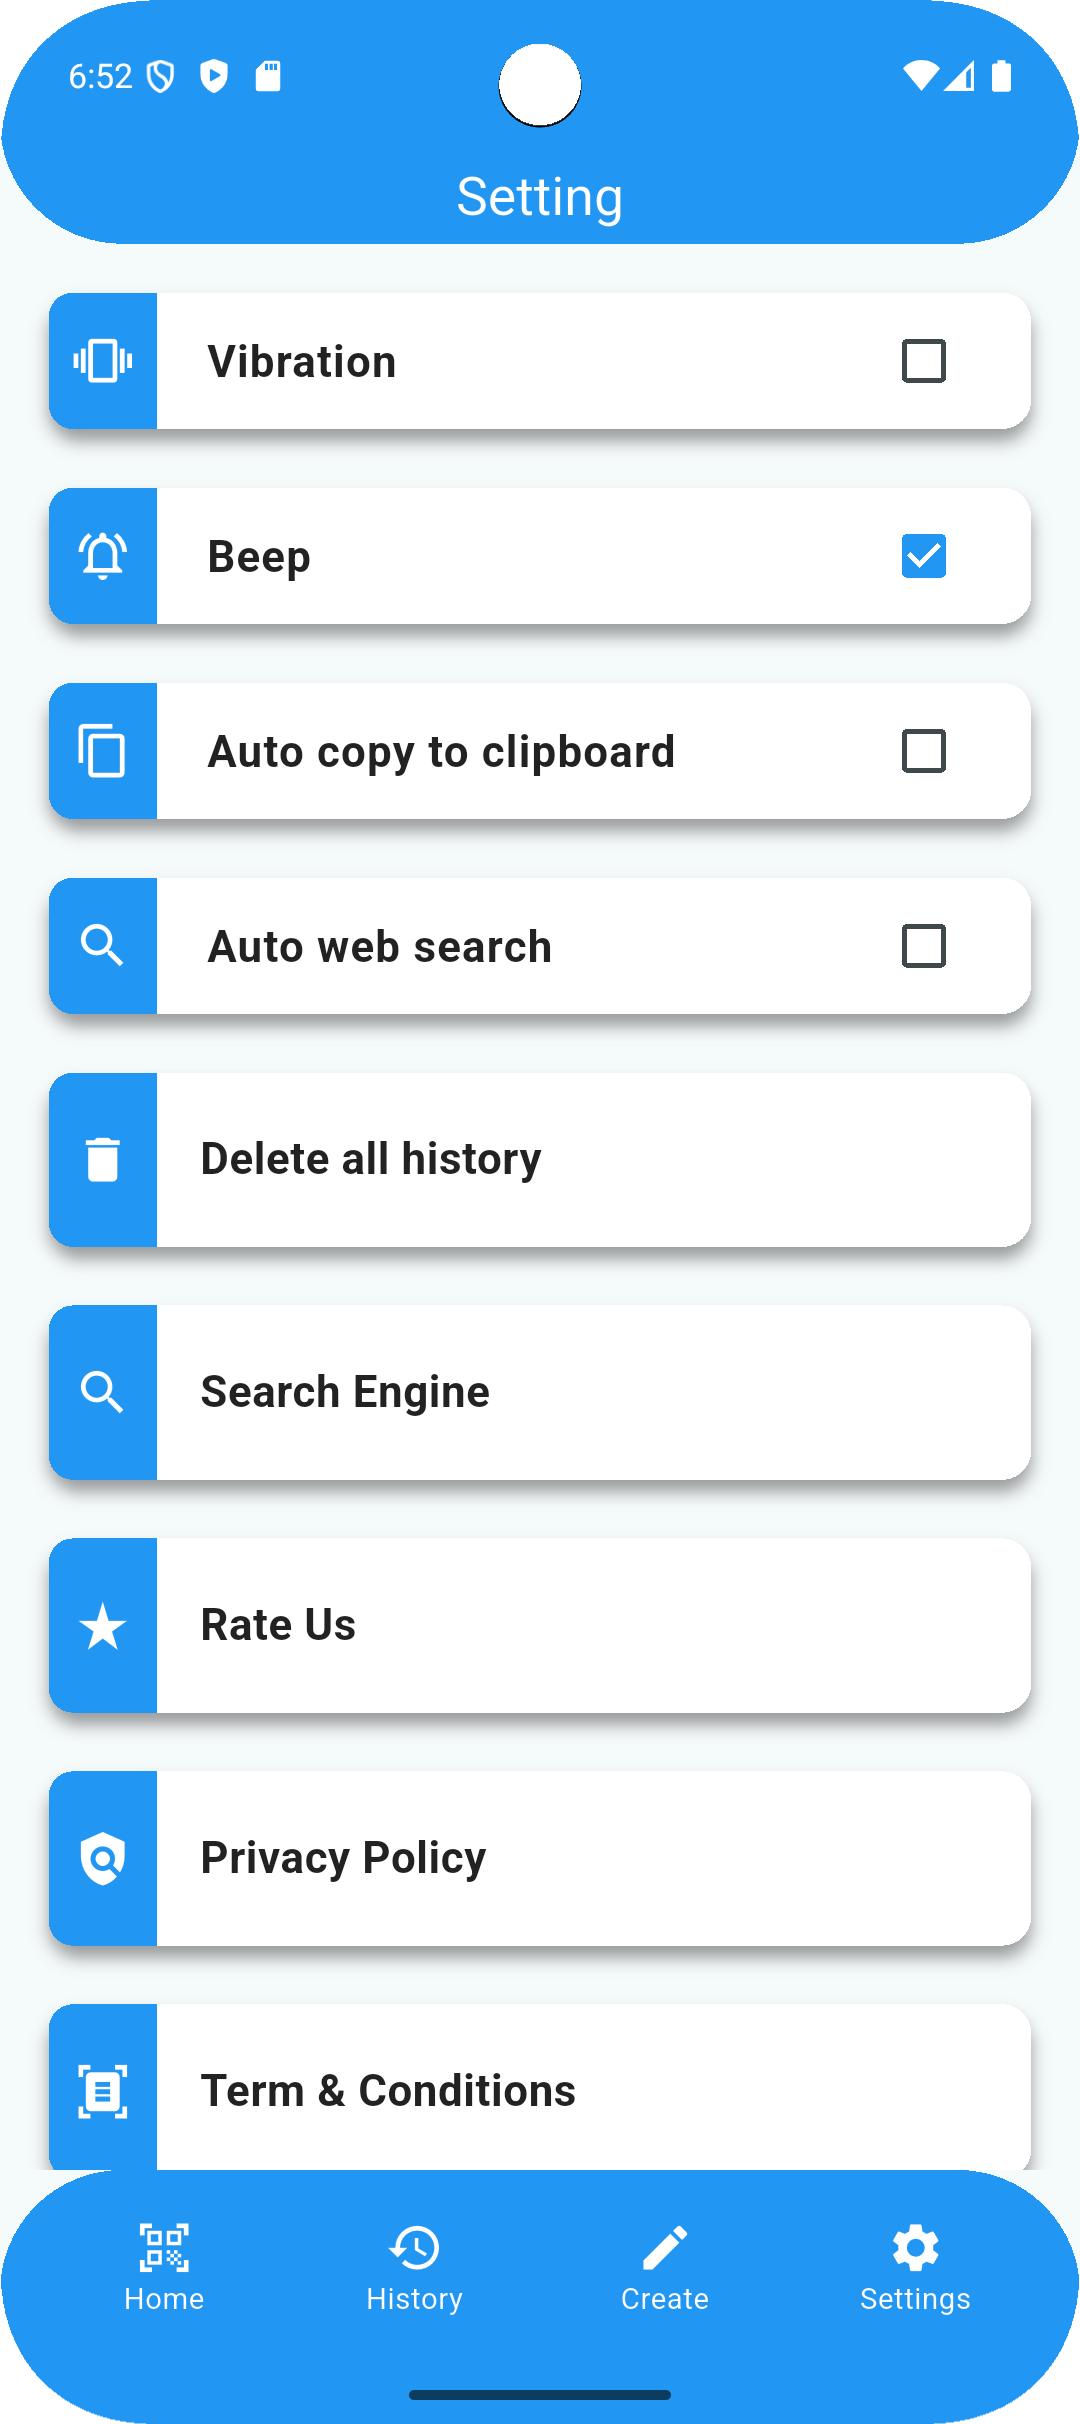 6:52
Setting
Vibration
Beep
Auto copy to clipboard
Auto web search
Delete all history
Search Engine
Rate Us
Privacy Policy
Term & Conditions
Home
History
Create
Settings